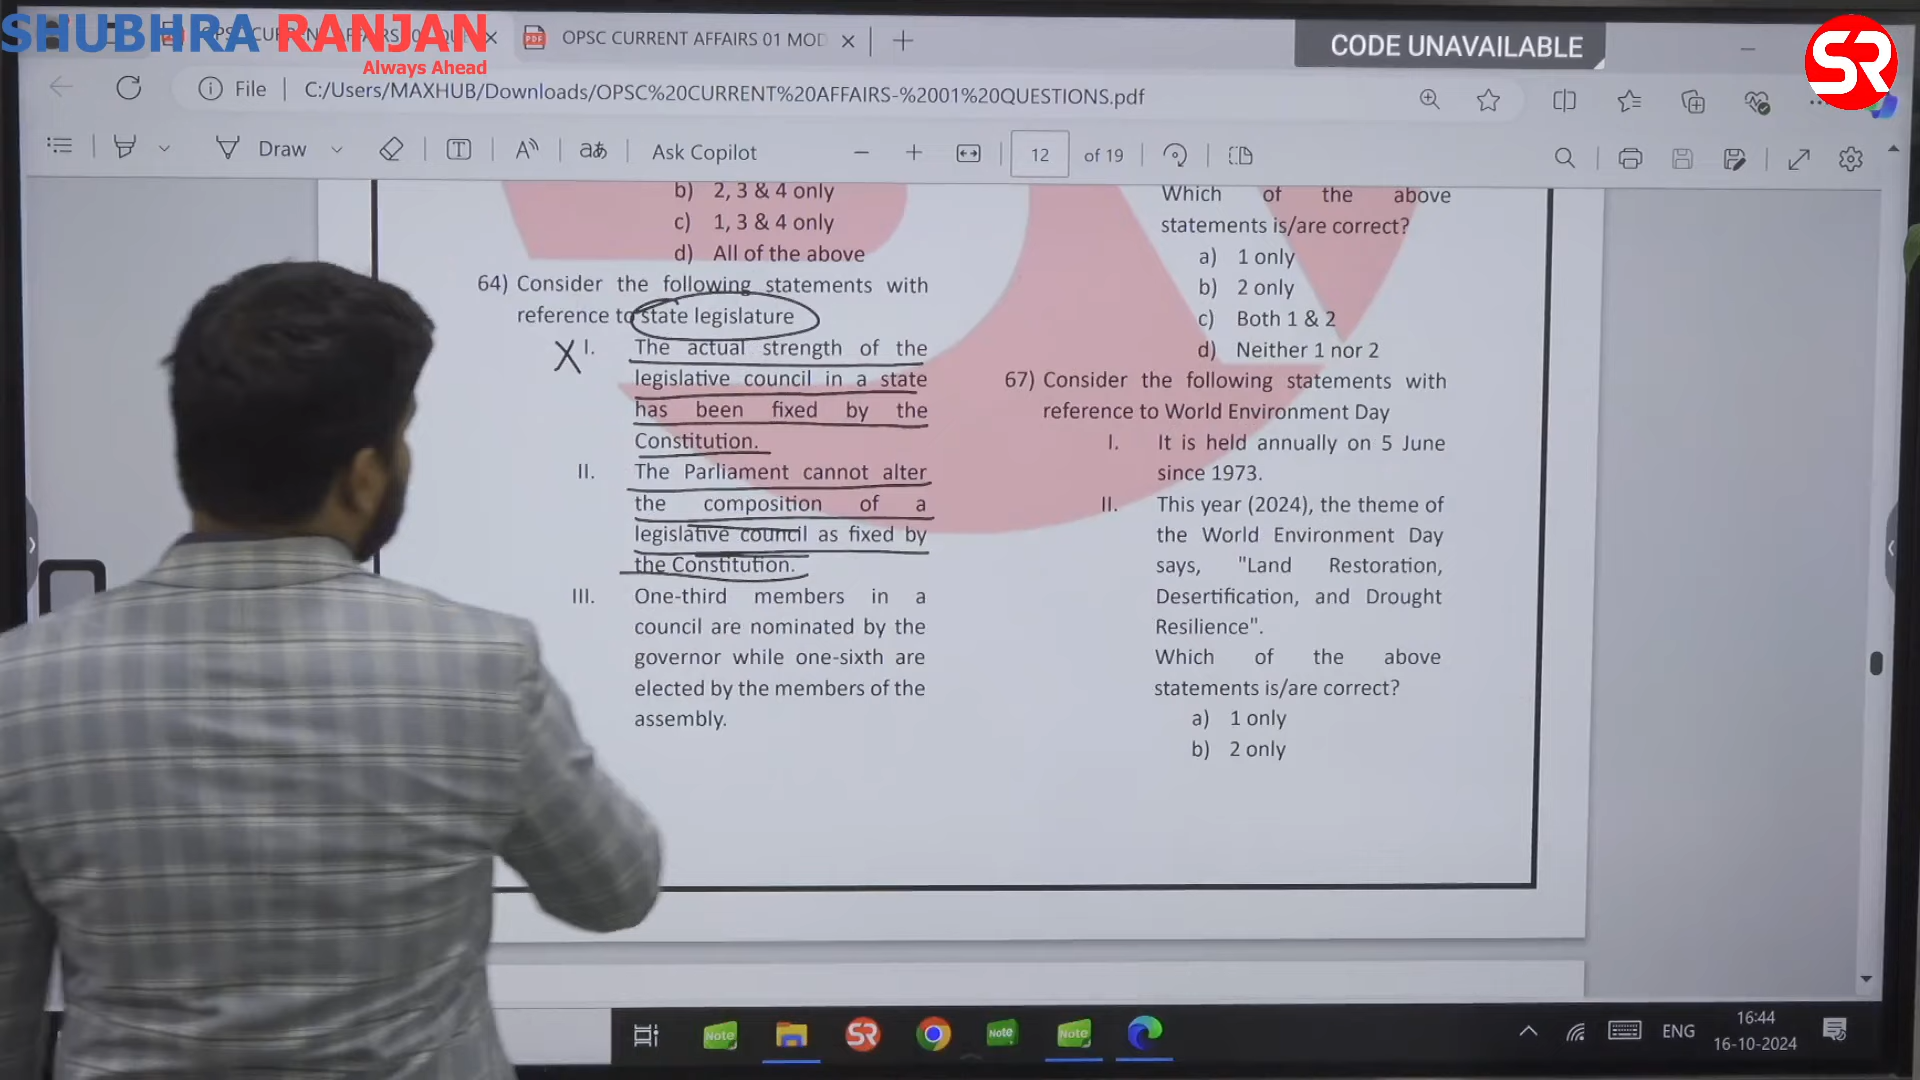 SHUBHRA RANJAN
Always Ahead
OPSC CURRENT AFFAIRS 01 MOD
CODE UNAVAILABLE
SR
File
C:/Users/MAXHUB/Downloads/OPSC%20CURRENT%20AFFAIRS-%2001%20QUESTIONS.pdf
Draw
Ask Copilot
12 of 19
b) 2, 3 & 4 only
c) 1, 3 & 4 only
d) All of the above
64) Consider the following statements with
reference to state legislature
X I. The actual strength of the
legislative council in a state
has been fixed by the
Constitution.
II. The Parliament cannot alter
the composition of a
legislative council as fixed by
the Constitution.
III. One-third members in a
council are nominated by the
governor while one-sixth are
elected by the members of the
assembly.
Which of the above
statements is/are correct?
a) 1 only
b) 2 only
c) Both 1 & 2
d) Neither 1 nor 2
67) Consider the following statements with
reference to World Environment Day
I. It is held annually on 5 June
since 1973.
II. This year (2024), the theme of
the World Environment Day
says, "Land Restoration,
Desertification, and Drought
Resilience".
Which of the above
statements is/are correct?
a) 1 only
b) 2 only
Note
SR
Note
Note
ENG
16:44
16-10-2024